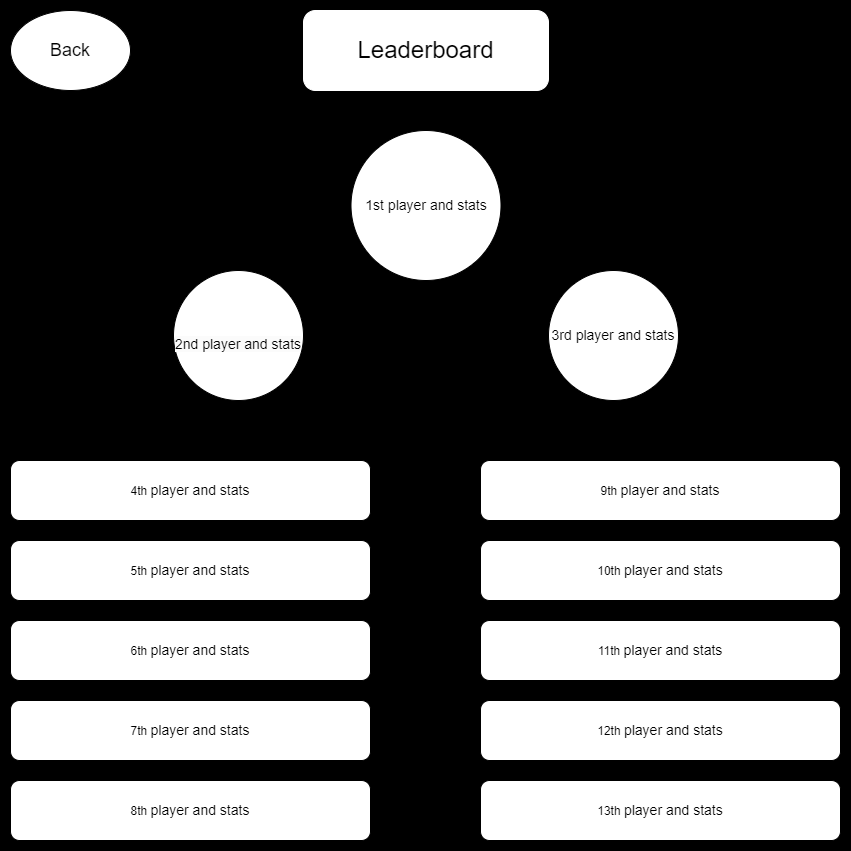 Back
Leaderboard
1st player and stats
2nd player and stats
3rd player and stats
4th player and stats
9th player and stats
5th player and stats
10th player and stats
6th player and stats
11th player and stats
7th player and stats
12th player and stats
8th player and stats
13th player and stats